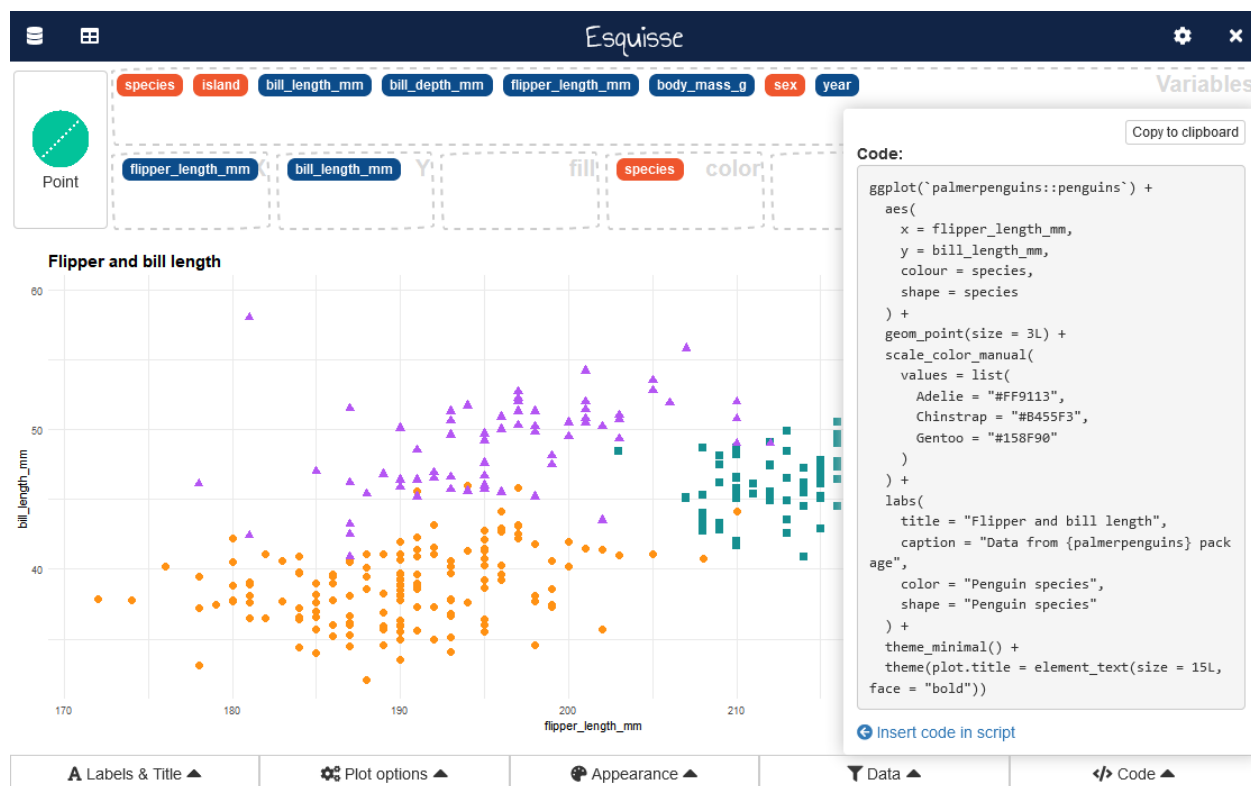 Esquisse
species island bill_length_mm bill_depth_mm flipper_length_mm body_mass_g sex year Variables
Point
flipper_length_mm X bill_length_mm Y fill species color
Copy to clipboard
Code:
ggplot(`palmerpenguins::penguins`) +
  aes(
    x = flipper_length_mm,
    y = bill_length_mm,
    colour = species,
    shape = species
  ) +
  geom_point(size = 3L) +
  scale_color_manual(
    values = list(
      Adelie = "#FF9113",
      Chinstrap = "#B455F3",
      Gentoo = "#158F90"
    )
  ) +
  labs(
    title = "Flipper and bill length",
    caption = "Data from {palmerpenguins} pack
age",
    color = "Penguin species",
    shape = "Penguin species"
  ) +
  theme_minimal() +
  theme(plot.title = element_text(size = 15L,
face = "bold"))
Insert code in script
Flipper and bill length
60
50
40
bill_length_mm
170 180 190 200 210
flipper_length_mm
Labels & Title
Plot options
Appearance
Data
</> Code